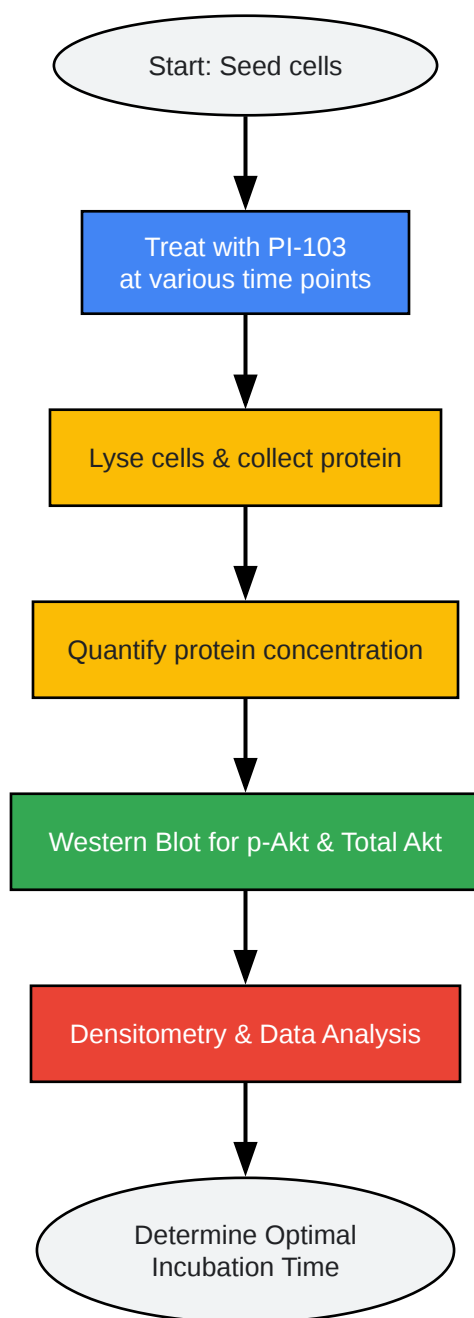 Start: Seed cells
Treat with PI-103
at various time points
Lyse cells & collect protein
Quantify protein concentration
Western Blot for p-Akt & Total Akt
Densitometry & Data Analysis
Determine Optimal
Incubation Time